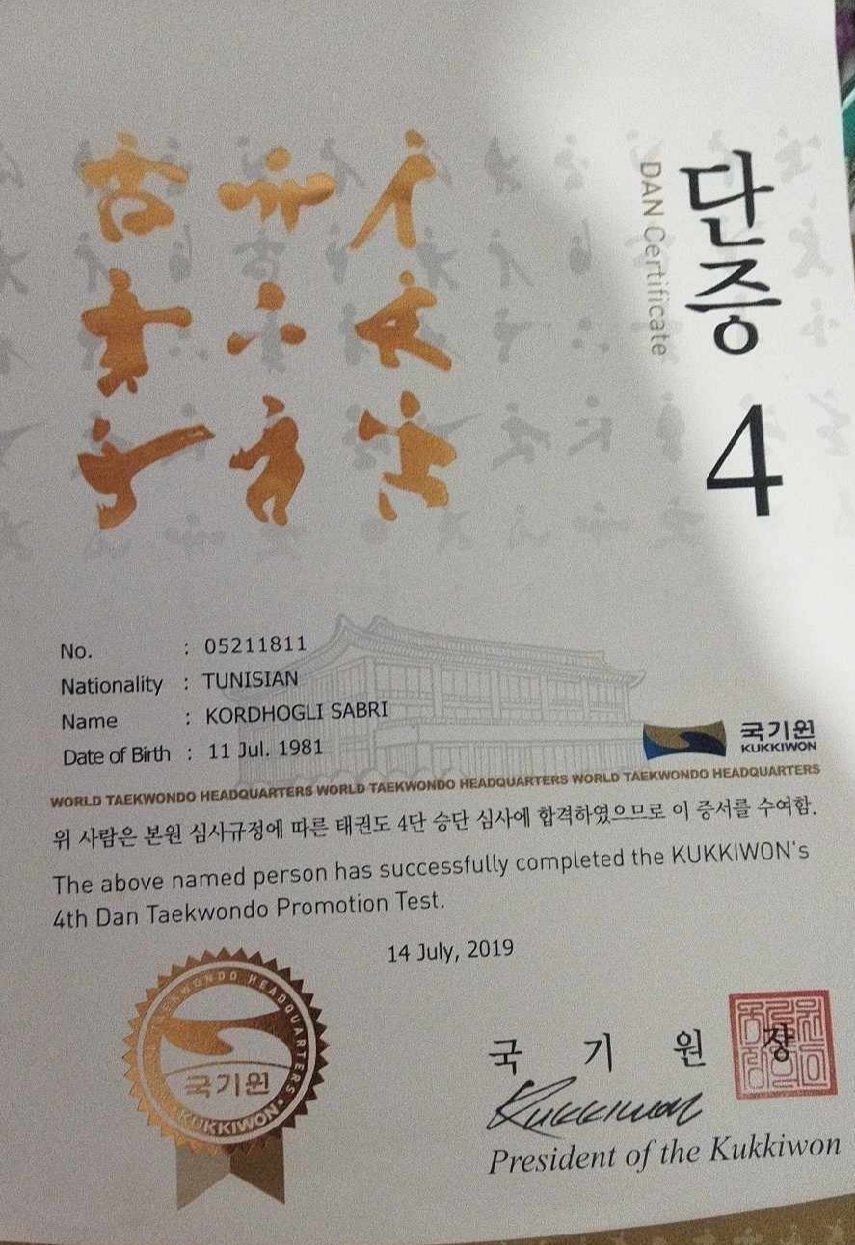 단증
DAN Certificate
4
No. : 05211811
Nationality : TUNISIAN
Name : KORDHOGLI SABRI
Date of Birth : 11 Jul. 1981
국기원
KUKKIWON
WORLD TAEKWONDO HEADQUARTERS WORLD TAEKWONDO HEADQUARTERS WORLD TAEKWONDO HEADQUARTERS
위 사람은 본원 심사규정에 따른 태권도 4단 승단 심사에 합격하였으므로 이 증서를 수여함.
The above named person has successfully completed the KUKKIWON's
4th Dan Taekwondo Promotion Test.
14 July, 2019
TAEKWONDO HEADQUARTERS
국기원
KUKKIWON
국 기 원 장
Kukkiwon
President of the Kukkiwon